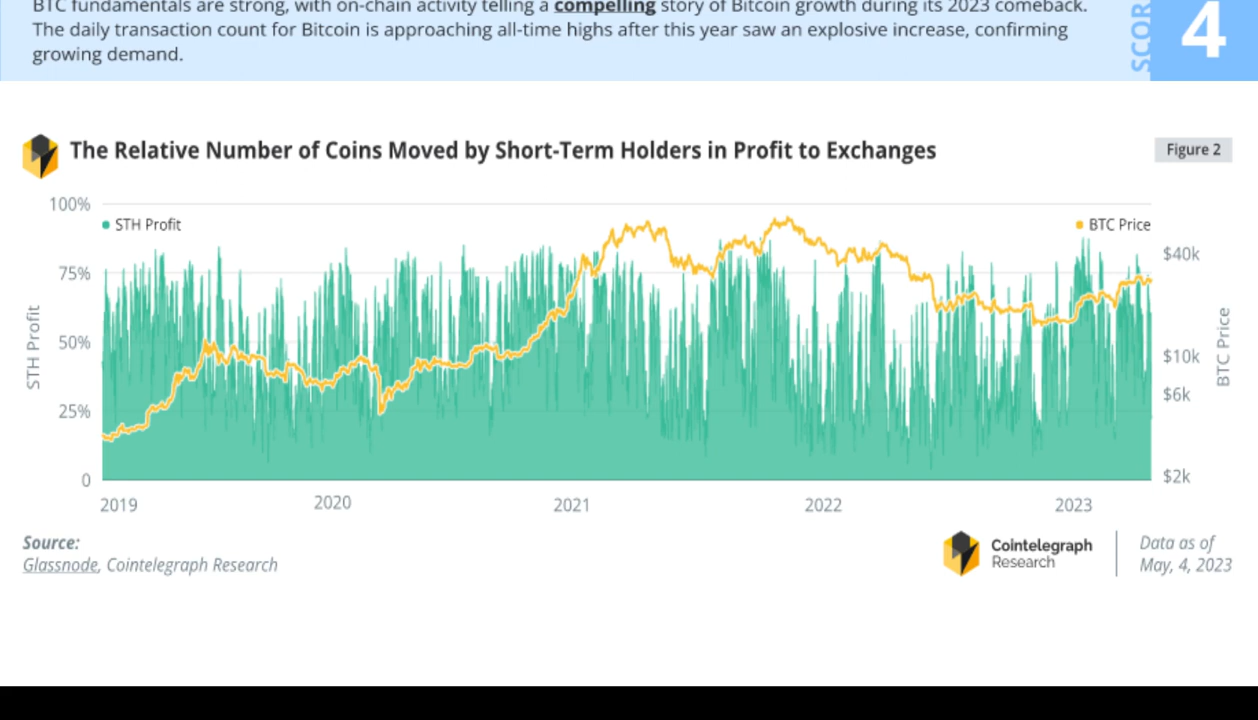 BTC fundamentals are strong, with on-chain activity telling a compelling story of Bitcoin growth during its 2023 comeback.
The daily transaction count for Bitcoin is approaching all-time highs after this year saw an explosive increase, confirming
growing demand.
SCOR
4
The Relative Number of Coins Moved by Short-Term Holders in Profit to Exchanges
Figure 2
100%
75%
50%
25%
0
STH Profit
STH Profit
BTC Price
$40k
$10k
$6k
$2k
BTC Price
2019
2020
2021
2022
2023
Source:
Glassnode, Cointelegraph Research
Cointelegraph
Research
Data as of
May, 4, 2023